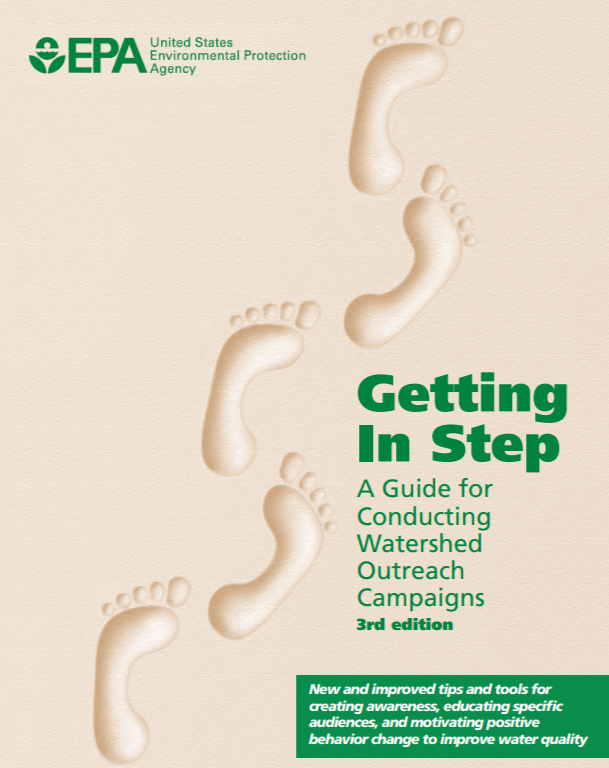 EPA
United States
Environmental Protection
Agency
Getting
In Step
A Guide for
Conducting
Watershed
Outreach
Campaigns
3rd edition
New and improved tips and tools for
creating awareness, educating specific
audiences, and motivating positive
behavior change to improve water quality